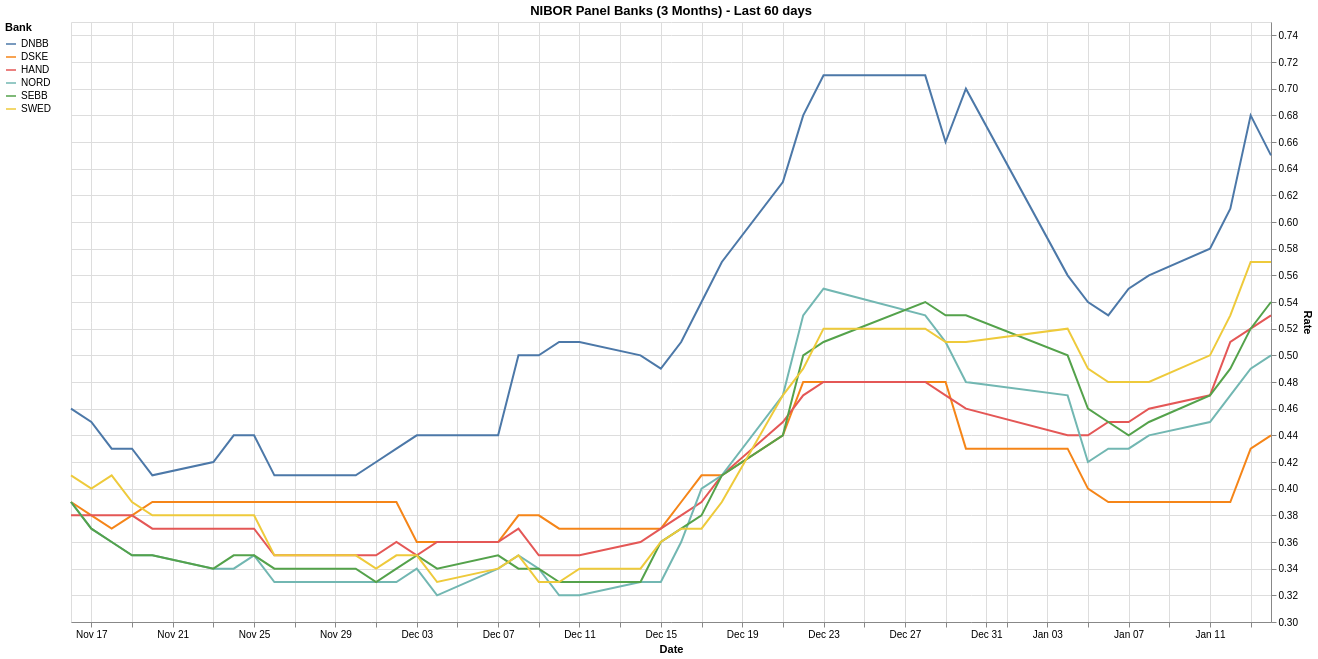 NIBOR Panel Banks (3 Months) - Last 60 days
Bank
DNBB
DSKE
HAND
NORD
SEBB
SWED
0.74
0.72
0.70
0.68
0.66
0.64
0.62
0.60
0.58
0.56
0.54
0.52
0.50
0.48
0.46
0.44
0.42
0.40
0.38
0.36
0.34
0.32
0.30
Rate
Nov 17 Nov 21 Nov 25 Nov 29 Dec 03 Dec 07 Dec 11 Dec 15 Dec 19 Dec 23 Dec 27 Dec 31 Jan 03 Jan 07 Jan 11
Date